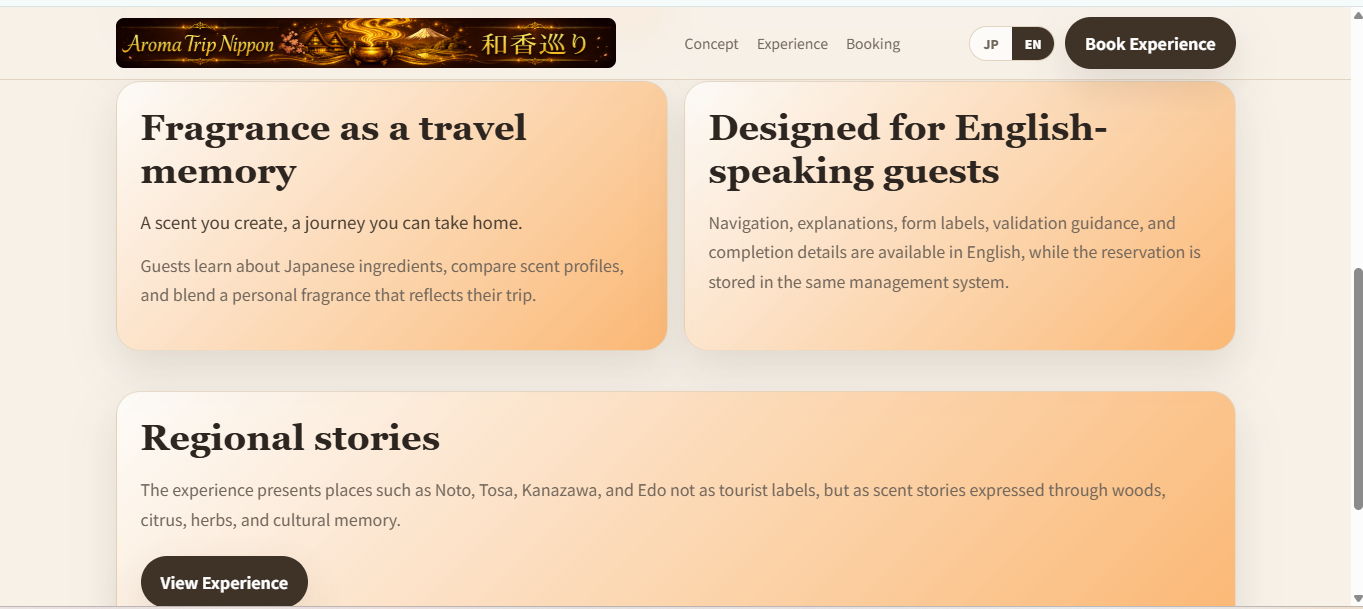 Aroma Trip Nippon
和香巡り
Concept
Experience
Booking
JP
EN
Book Experience
Fragrance as a travel
memory
A scent you create, a journey you can take home.
Guests learn about Japanese ingredients, compare scent profiles,
and blend a personal fragrance that reflects their trip.
Designed for English-
speaking guests
Navigation, explanations, form labels, validation guidance, and
completion details are available in English, while the reservation is
stored in the same management system.
Regional stories
The experience presents places such as Noto, Tosa, Kanazawa, and Edo not as tourist labels, but as scent stories expressed through woods,
citrus, herbs, and cultural memory.
View Experience